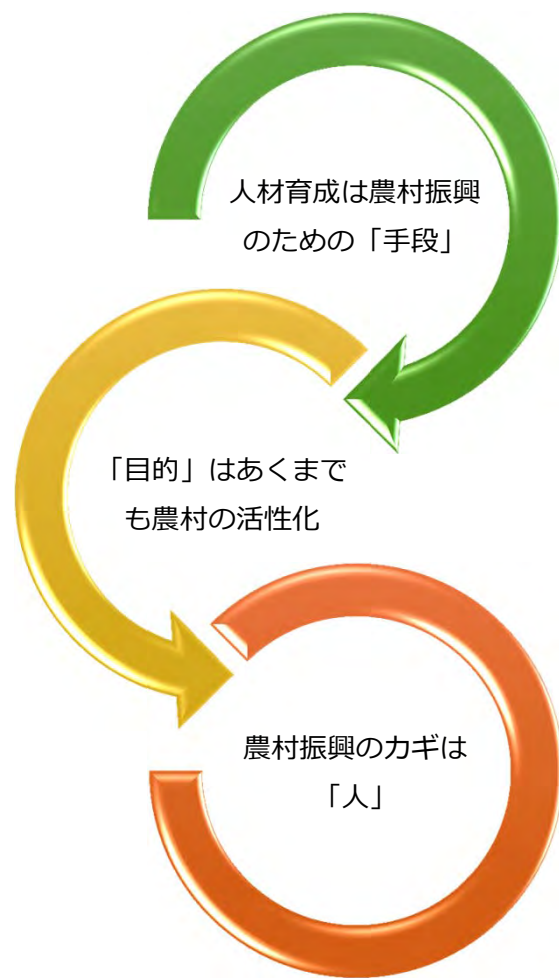 人材育成は農村振興
のための「手段」
「目的」はあくまで
も農村の活性化
農村振興のカギは
「人」